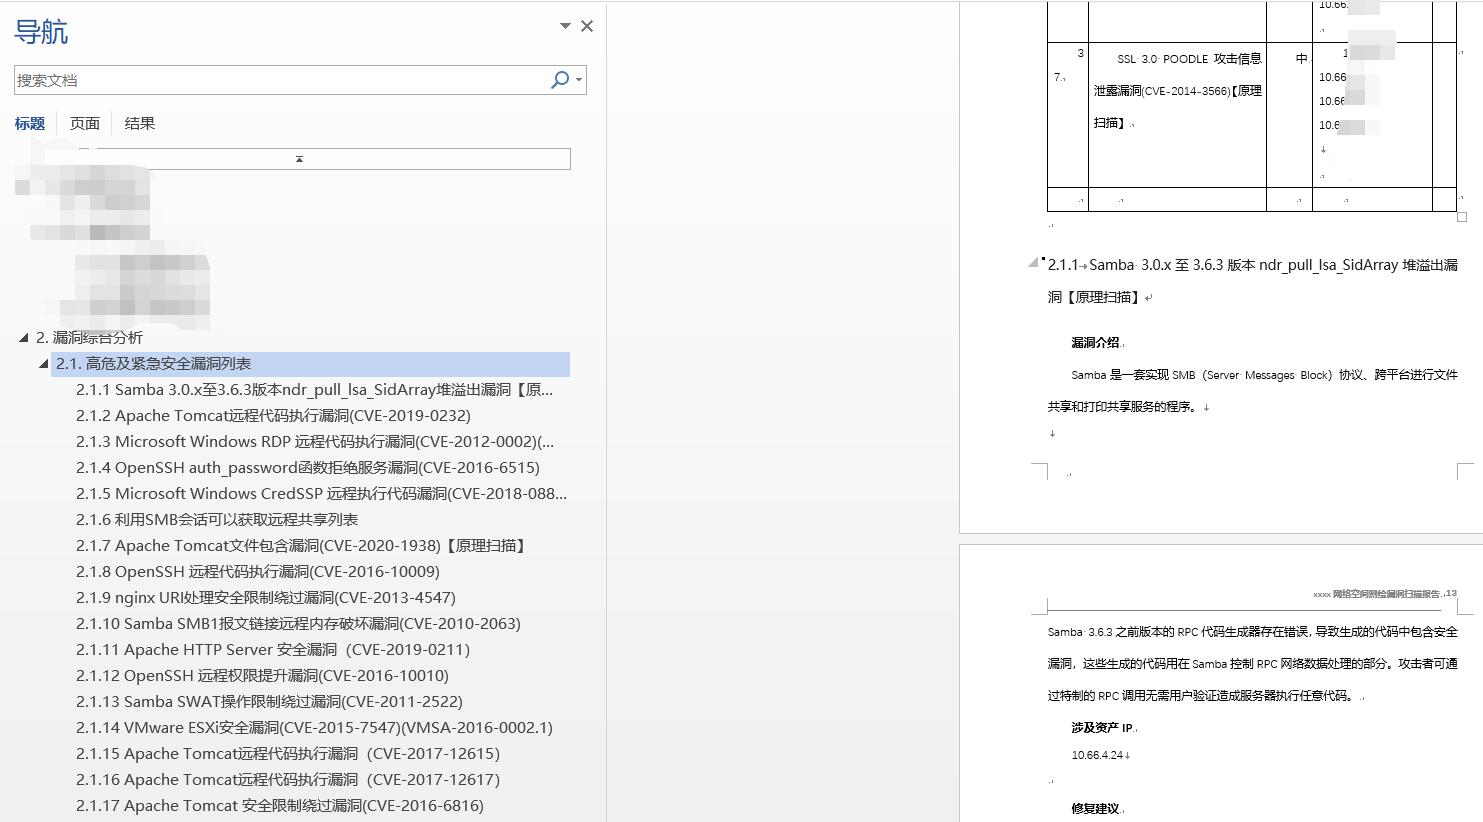 导航
搜索文档
标题 页面 结果
2. 漏洞综合分析
2.1. 高危及紧急安全漏洞列表
2.1.1 Samba 3.0.x至3.6.3版本ndr_pull_lsa_SidArray堆溢出漏洞【原...
2.1.2 Apache Tomcat远程代码执行漏洞(CVE-2019-0232)
2.1.3 Microsoft Windows RDP 远程代码执行漏洞(CVE-2012-0002)(...
2.1.4 OpenSSH auth_password函数拒绝服务漏洞(CVE-2016-6515)
2.1.5 Microsoft Windows CredSSP 远程执行代码漏洞(CVE-2018-088...
2.1.6 利用SMB会话可以获取远程共享列表
2.1.7 Apache Tomcat文件包含漏洞(CVE-2020-1938)【原理扫描】
2.1.8 OpenSSH 远程代码执行漏洞(CVE-2016-10009)
2.1.9 nginx URI处理安全限制绕过漏洞(CVE-2013-4547)
2.1.10 Samba SMB1报文链接远程内存破坏漏洞(CVE-2010-2063)
2.1.11 Apache HTTP Server 安全漏洞（CVE-2019-0211)
2.1.12 OpenSSH 远程权限提升漏洞(CVE-2016-10010)
2.1.13 Samba SWAT操作限制绕过漏洞(CVE-2011-2522)
2.1.14 VMware ESXi安全漏洞(CVE-2015-7547)(VMSA-2016-0002.1)
2.1.15 Apache Tomcat远程代码执行漏洞（CVE-2017-12615）
2.1.16 Apache Tomcat远程代码执行漏洞（CVE-2017-12617）
2.1.17 Apache Tomcat 安全限制绕过漏洞(CVE-2016-6816)
10.66.
3
7.
SSL 3.0 POODLE 攻击信息
泄露漏洞(CVE-2014-3566)【原理
扫描】
中
1
10.66
10.66
10.6
2.1.1 Samba 3.0.x 至 3.6.3 版本 ndr_pull_lsa_SidArray 堆溢出漏
洞【原理扫描】
漏洞介绍
Samba 是一套实现 SMB（Server Messages Block）协议、跨平台进行文件
共享和打印共享服务的程序。
xxxx 网络空间测绘漏洞扫描报告 13
Samba 3.6.3 之前版本的 RPC 代码生成器存在错误，导致生成的代码中包含安全
漏洞，这些生成的代码用在 Samba 控制 RPC 网络数据处理的部分。攻击者可通
过特制的 RPC 调用无需用户验证造成服务器执行任意代码。
涉及资产 IP
10.66.4.24
修复建议